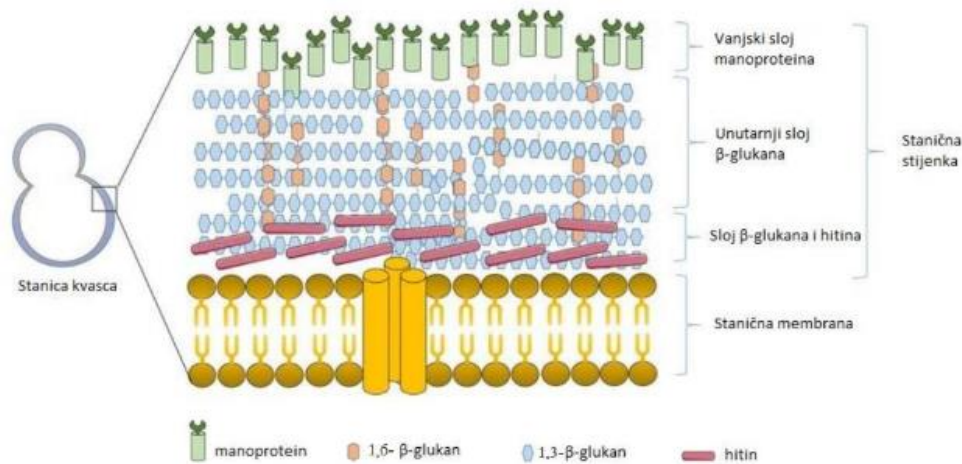 Vanjski sloj
manoproteina
Unutarnji sloj
β-glukana
Stanična
stijenka
Sloj β-glukana i hitina
Stanica kvasca
Stanična membrana
manoprotein
1,6- β-glukan
1,3-β-glukan
hitin